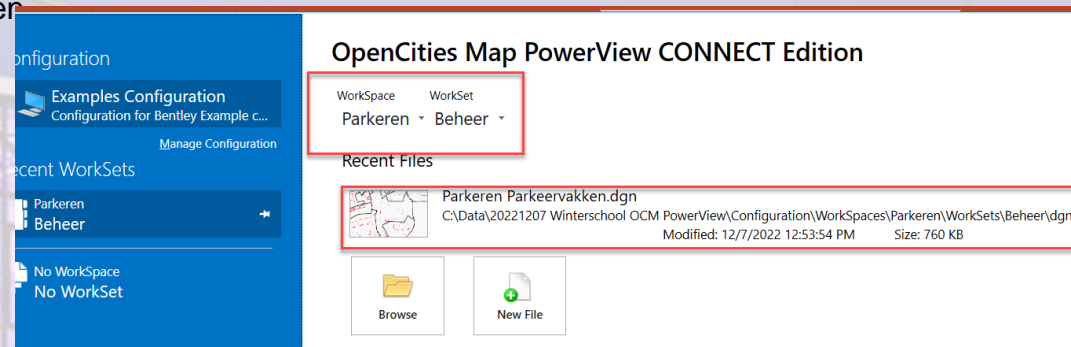 en
OpenCities Map PowerView CONNECT Edition
onfiguration
Examples Configuration
Configuration for Bentley Example c...
Manage Configuration
ecent WorkSets
Parkeren
Beheer
No WorkSpace
No WorkSet
WorkSpace WorkSet
Parkeren Beheer
Recent Files
Parkeren Parkeervakken.dgn
C:\Data\20221207 Winterschool OCM PowerView\Configuration\WorkSpaces\Parkeren\WorkSets\Beheer\dgn
Modified: 12/7/2022 12:53:54 PM Size: 760 KB
Browse New File